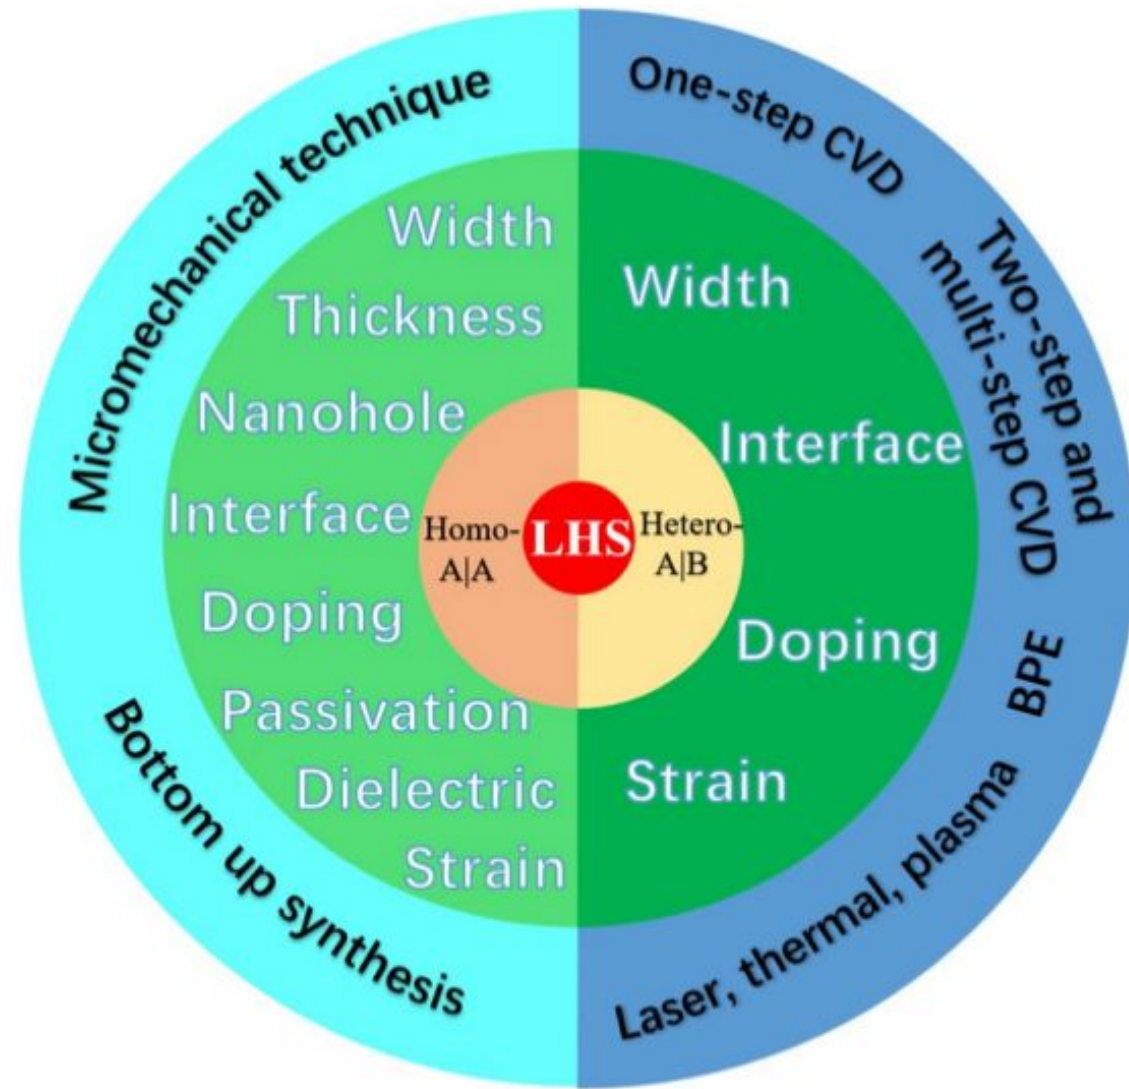 Micromechanical technique
Bottom up synthesis
One-step CVD
Two-step and
multi-step CVD
BPE
Laser, thermal, plasma
Width
Thickness
Nanohole
Interface
Doping
Passivation
Dielectric
Strain
Width
Interface
Doping
Strain
Homo-
A|A
LHS
Hetero-
A|B